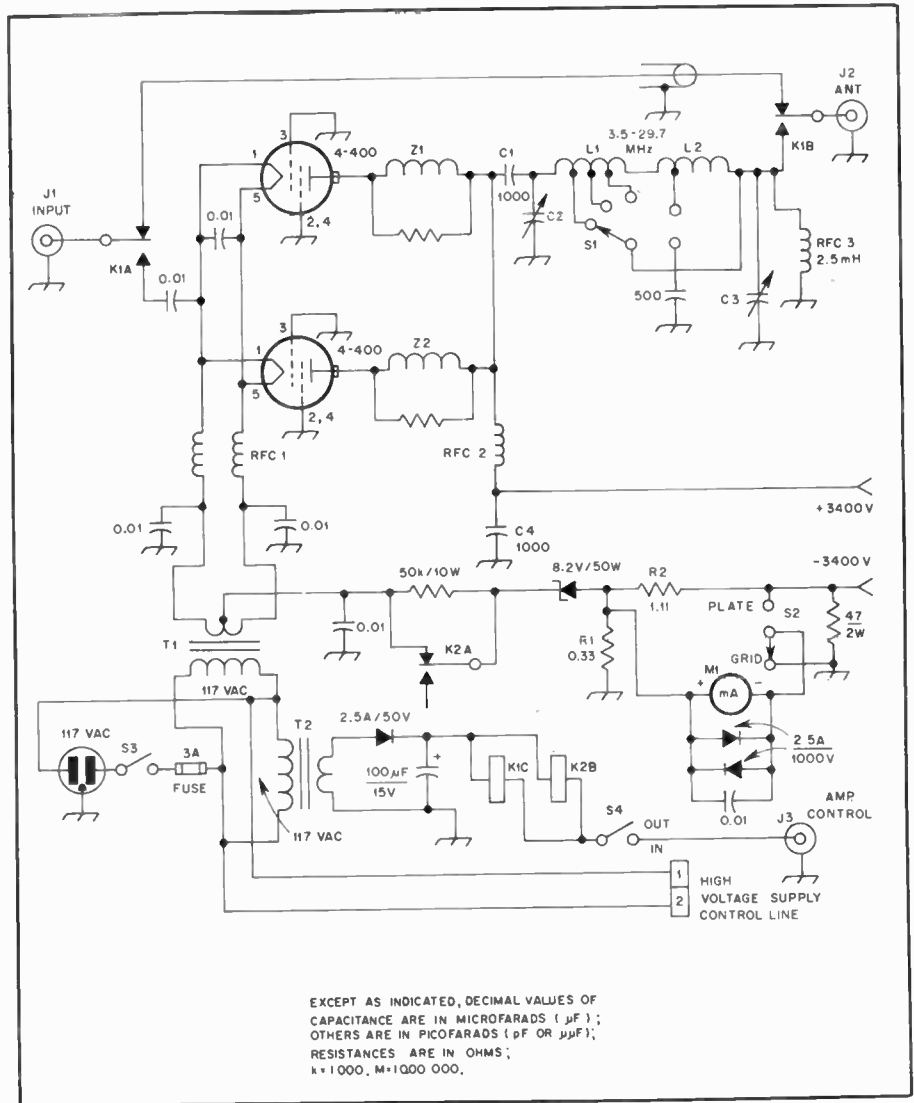 J2
ANT
K1B
3.5-29.7
MHz
L1
L2
3
4-400
Z1
C1
1000
1
5
2, 4
0.01
J1
INPUT
K1A
0.01
C2
S1
500
C3
RFC 3
2.5mH
3
4-400
Z2
1
5
2, 4
RFC 1
RFC 2
0.01
0.01
C4
1000
+3400V
-3400V
50k/10W
8.2V/50W
R2
1.11
PLATE
S2
47
2W
0.01
K2A
R1
0.33
GRID
M1
+
mA
-
T1
117 VAC
117 VAC
S3
3A
FUSE
T2
117 VAC
2.5A/50V
100µF
15V
+
K1C
K2B
2.5A
1000V
0.01
S4
OUT
IN
J3
AMP.
CONTROL
1
2
HIGH
VOLTAGE SUPPLY
CONTROL LINE
EXCEPT AS INDICATED, DECIMAL VALUES OF
CAPACITANCE ARE IN MICROFARADS ( µF ) ;
OTHERS ARE IN PICOFARADS ( pF OR µµF);
RESISTANCES ARE IN OHMS ;
k = 1000, M=1000 000.